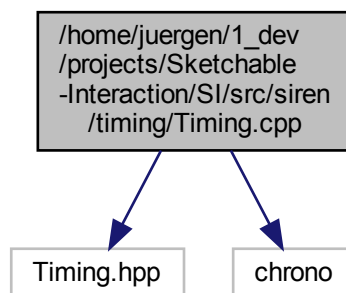 /home/juergen/1_dev
/projects/Sketchable
-Interaction/SI/src/siren
/timing/Timing.cpp
Timing.hpp
chrono